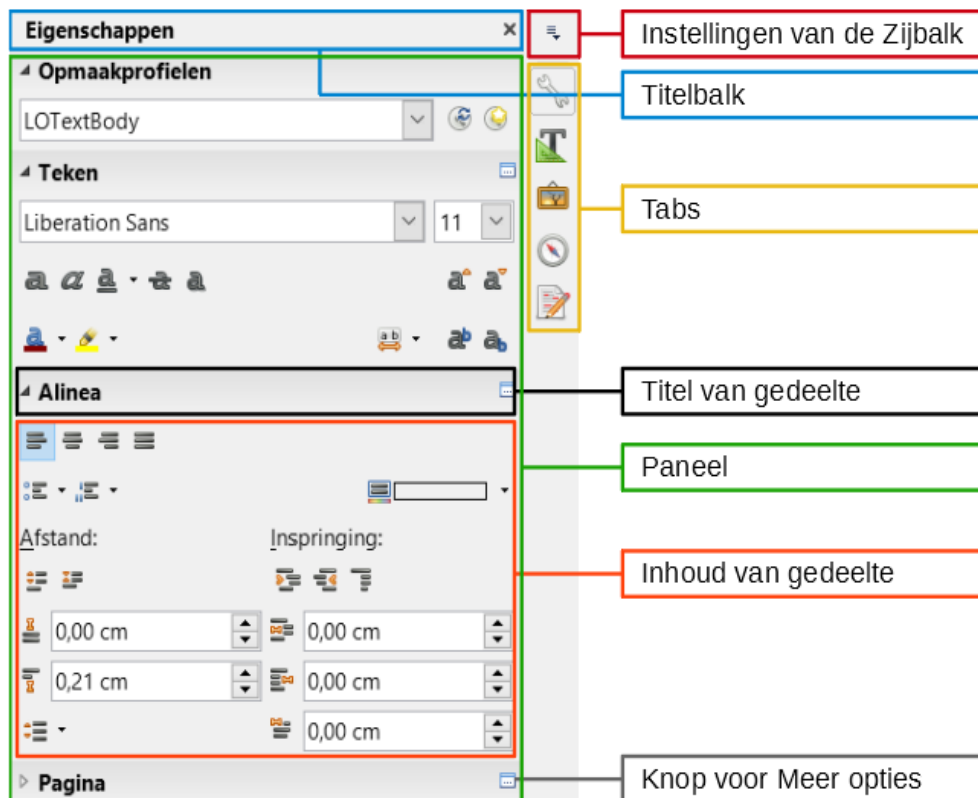 Eigenschappen
Instellingen van de Zijbalk
Opmaakprofielen
Titelbalk
LOTextBody
Teken
Tabs
Liberation Sans
11
Alinea
Titel van gedeelte
Paneel
Afstand:
Inspringing:
Inhoud van gedeelte
0,00 cm
0,00 cm
0,21 cm
0,00 cm
0,00 cm
Pagina
Knop voor Meer opties